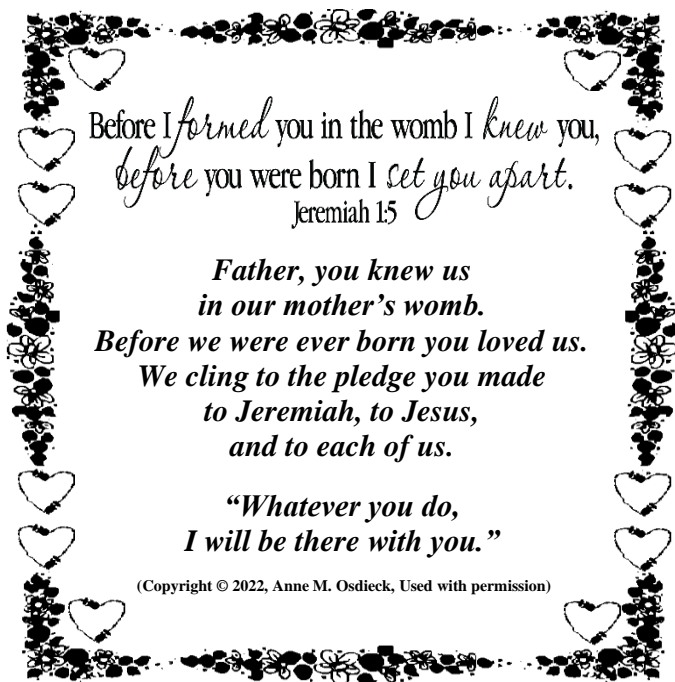 Before I formed you in the womb I knew you,
before you were born I set you apart.
Jeremiah 1:5
Father, you knew us
in our mother’s womb.
Before we were ever born you loved us.
We cling to the pledge you made
to Jeremiah, to Jesus,
and to each of us.
“Whatever you do,
I will be there with you.”
(Copyright © 2022, Anne M. Osdieck, Used with permission)